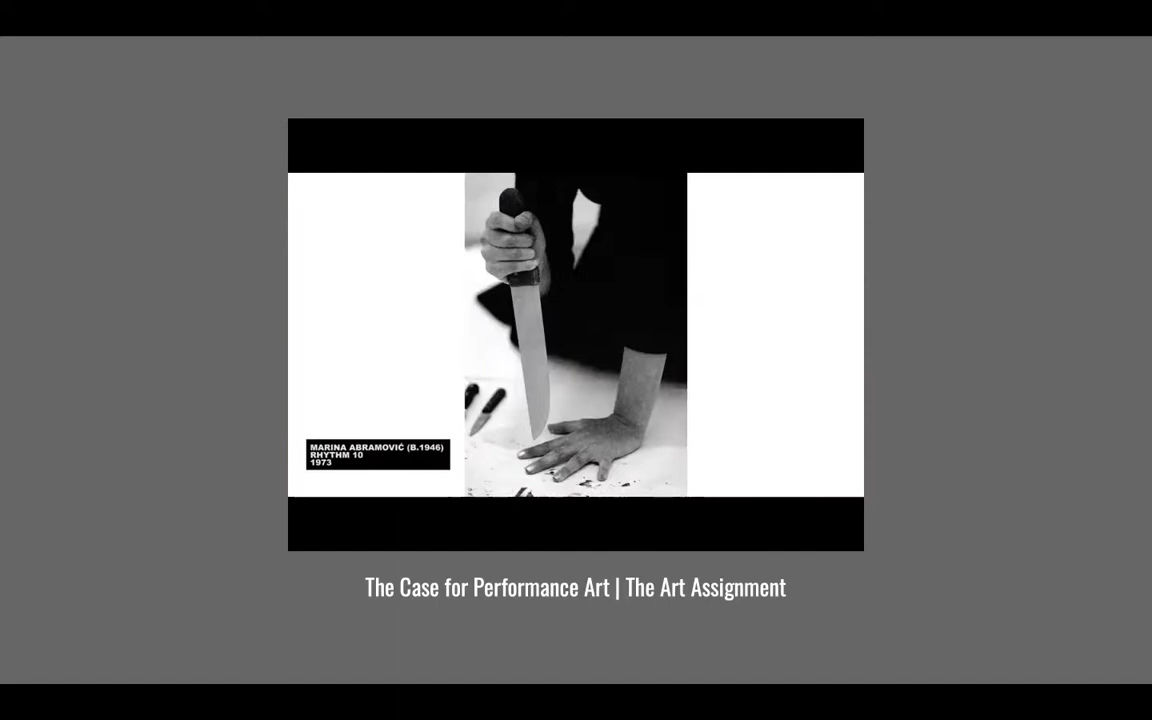 MARINA ABRAMOVIĆ (B.1946)
RHYTHM 10
1973
The Case for Performance Art | The Art Assignment